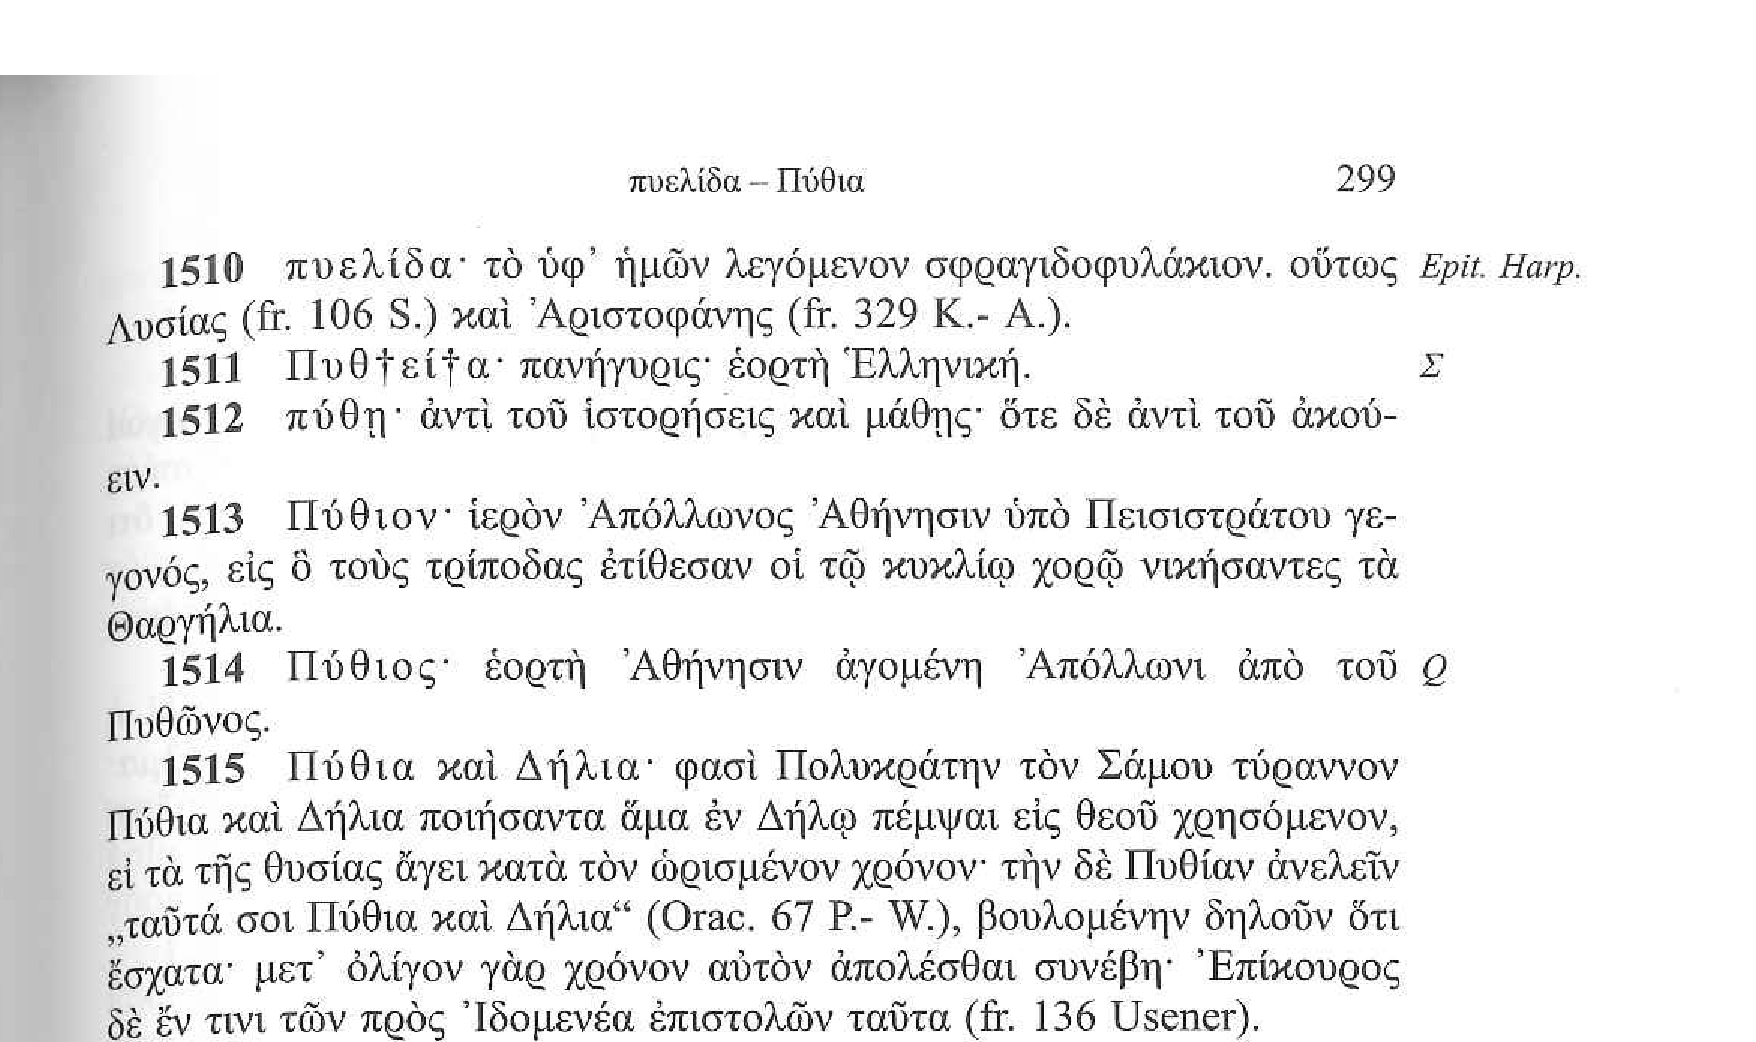 πυελίδα – Πύθια 299
1510 πυελίδα· τὸ ὑφ’ ἡμῶν λεγόμενον σφραγιδοφυλάκιον. οὕτως Epit. Harp.
Λυσίας (fr. 106 S.) καὶ Ἀριστοφάνης (fr. 329 K.- A.).
1511 Πυθ†εί†α· πανήγυρις· ἑορτὴ Ἑλληνική. Σ
1512 πύθῃ· ἀντὶ τοῦ ἱστορήσεις καὶ μάθῃς· ὅτε δὲ ἀντὶ τοῦ ἀκού-
ειν.
1513 Πύθιον· ἱερὸν Ἀπόλλωνος Ἀθήνησιν ὑπὸ Πεισιστράτου γε-
γονός, εἰς ὃ τοὺς τρίποδας ἐτίθεσαν οἱ τῷ κυκλίῳ χορῷ νικήσαντες τὰ
Θαργήλια.
1514 Πύθιος· ἑορτὴ Ἀθήνησιν ἀγομένη Ἀπόλλωνι ἀπὸ τοῦ Q
Πυθῶνος.
1515 Πύθια καὶ Δήλια· φασὶ Πολυκράτην τὸν Σάμου τύραννον
Πύθια καὶ Δήλια ποιήσαντα ἅμα ἐν Δήλῳ πέμψαι εἰς θεοῦ χρησόμενον,
εἰ τὰ τῆς θυσίας ἄγει κατὰ τὸν ὡρισμένον χρόνον· τὴν δὲ Πυθίαν ἀνελεῖν
„ταῦτά σοι Πύθια καὶ Δήλια“ (Orac. 67 P.- W.), βουλομένην δηλοῦν ὅτι
ἔσχατα· μετ’ ὀλίγον γὰρ χρόνον αὐτὸν ἀπολέσθαι συνέβη· Ἐπίκουρος
δὲ ἔν τινι τῶν πρὸς Ἰδομενέα ἐπιστολῶν ταῦτα (fr. 136 Usener).